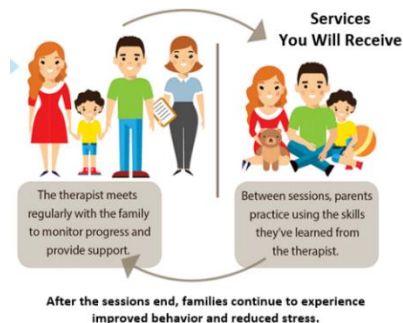 Services
You Will Receive
The therapist meets
regularly with the family
to monitor progress and
provide support.
Between sessions, parents
practice using the skills
they've learned from
the therapist.
After the sessions end, families continue to experience
improved behavior and reduced stress.